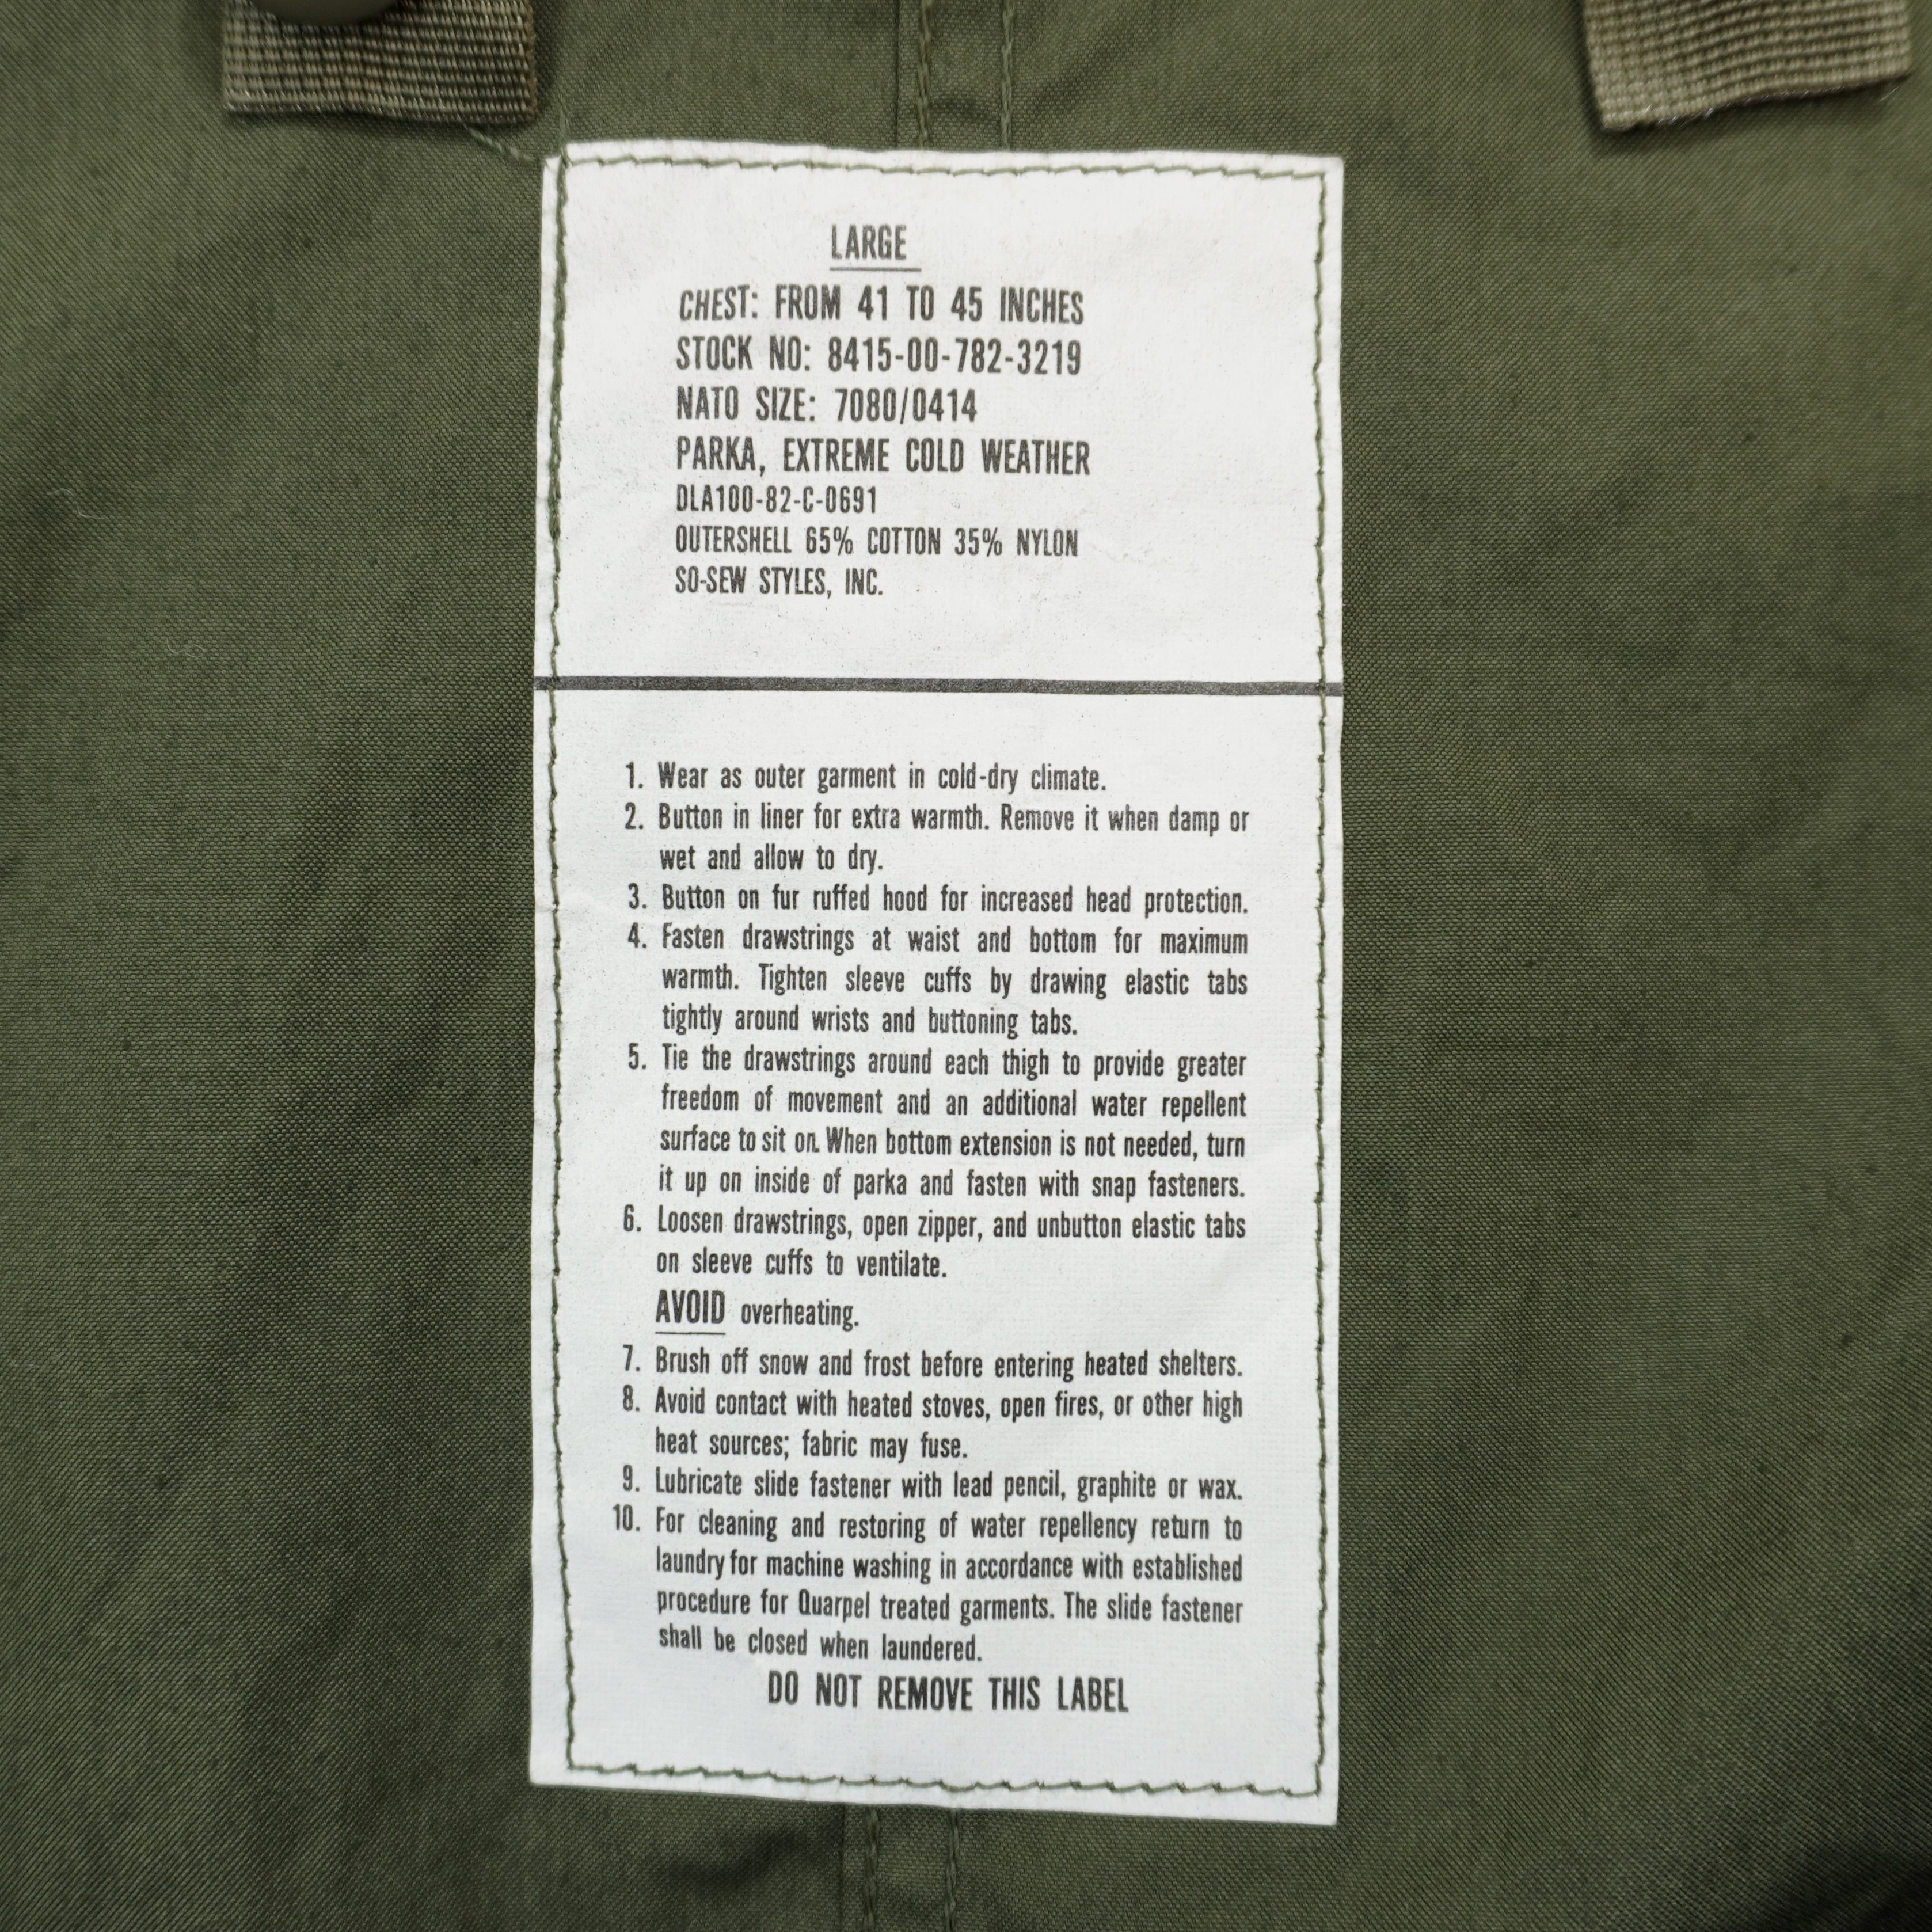 LARGE
CHEST: FROM 41 TO 45 INCHES
STOCK NO: 8415-00-782-3219
NATO SIZE: 7080/0414
PARKA, EXTREME COLD WEATHER
DLA100-82-C-0691
OUTERSHELL 65% COTTON 35% NYLON
SO-SEW STYLES, INC.
1. Wear as outer garment in cold-dry climate.
2. Button in liner for extra warmth. Remove it when damp or
wet and allow to dry.
3. Button on fur ruffed hood for increased head protection.
4. Fasten drawstrings at waist and bottom for maximum
warmth. Tighten sleeve cuffs by drawing elastic tabs
tightly around wrists and buttoning tabs.
5. Tie the drawstrings around each thigh to provide greater
freedom of movement and an additional water repellent
surface to sit on. When bottom extension is not needed, turn
it up on inside of parka and fasten with snap fasteners.
6. Loosen drawstrings, open zipper, and unbutton elastic tabs
on sleeve cuffs to ventilate.
AVOID overheating.
7. Brush off snow and frost before entering heated shelters.
8. Avoid contact with heated stoves, open fires, or other high
heat sources; fabric may fuse.
9. Lubricate slide fastener with lead pencil, graphite or wax.
10. For cleaning and restoring of water repellency return to
laundry for machine washing in accordance with established
procedure for Quarpel treated garments. The slide fastener
shall be closed when laundered.
DO NOT REMOVE THIS LABEL